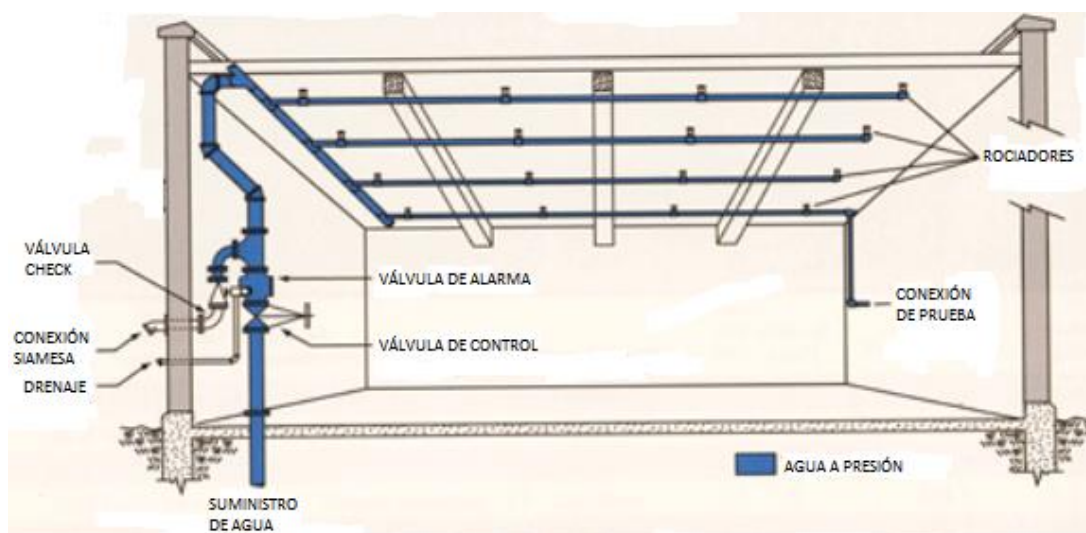 ROCIADORES
VÁLVULA
CHECK
VÁLVULA DE ALARMA
CONEXIÓN
DE PRUEBA
CONEXIÓN
SIAMESA
VÁLVULA DE CONTROL
DRENAJE
AGUA A PRESIÓN
SUMINISTRO
DE AGUA